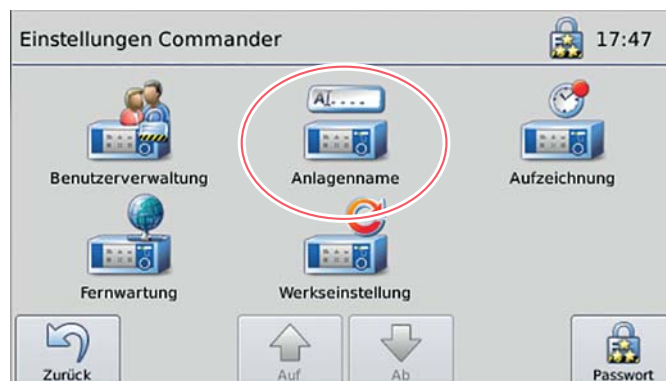 Einstellungen Commander 17:47
AI....
Benutzerverwaltung Anlagenname Aufzeichnung
Fernwartung Werkseinstellung
Zurück Auf Ab Passwort